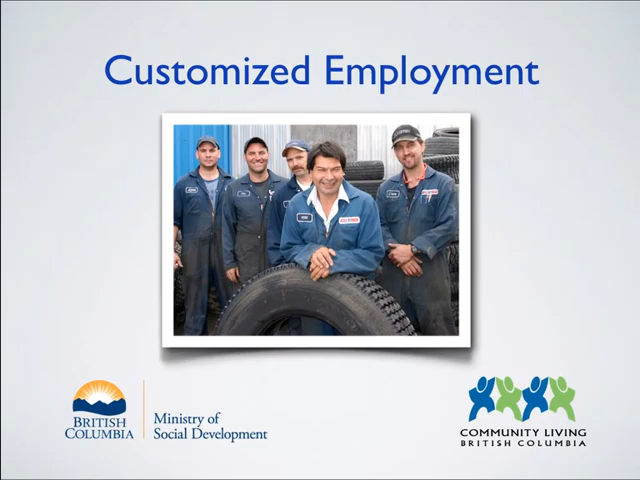 Customized Employment
BRITISH
COLUMBIA
Ministry of
Social Development
COMMUNITY LIVING
BRITISH COLUMBIA